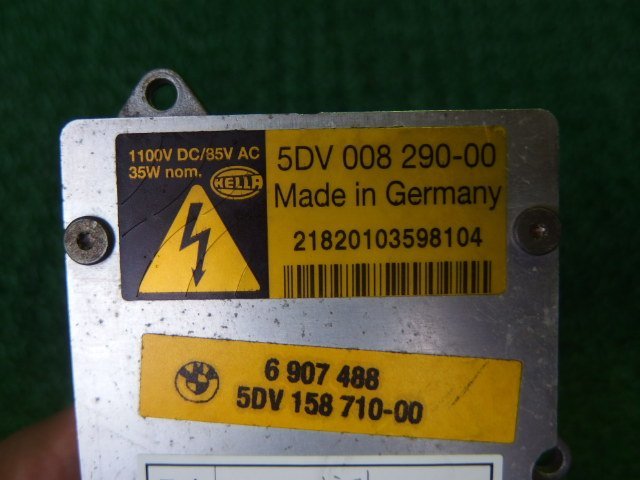 1100V DC/85V AC
35W nom.
HELLA
5DV 008 290-00
Made in Germany
21820103598104
6 907 488
5DV 158 710-00